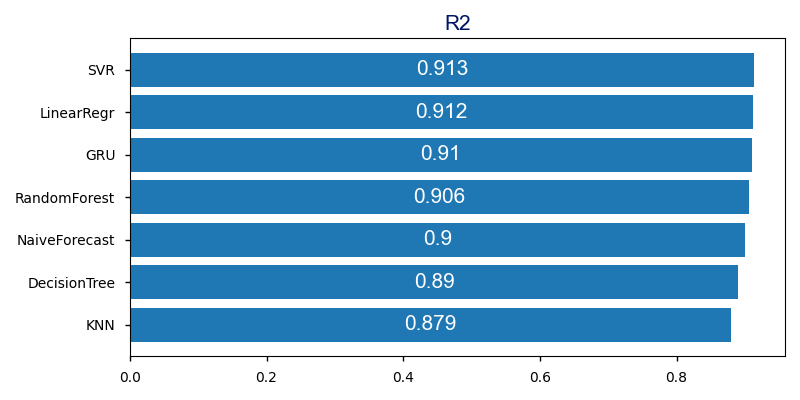 R2
SVR 0.913
LinearRegr 0.912
GRU 0.91
RandomForest 0.906
NaiveForecast 0.9
DecisionTree 0.89
KNN 0.879
0.0 0.2 0.4 0.6 0.8